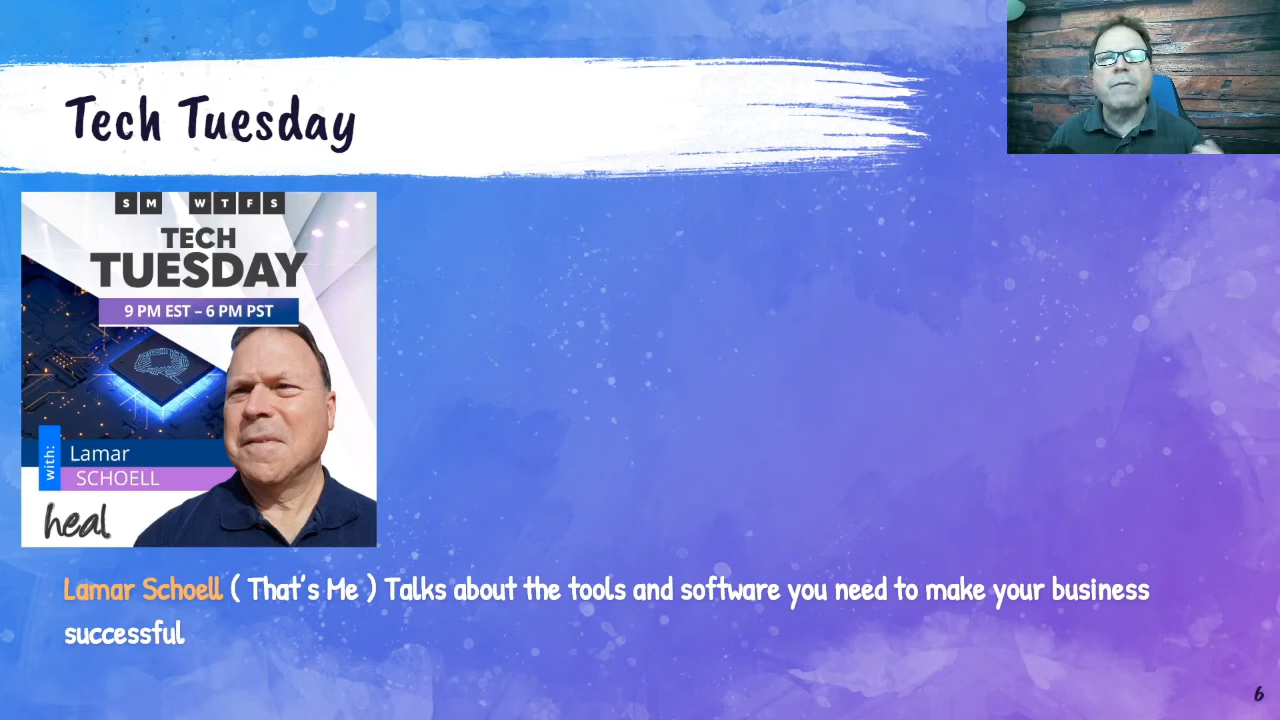 Tech Tuesday
S M W T F S
TECH
TUESDAY
9 PM EST – 6 PM PST
with:
Lamar
SCHOELL
heal
Lamar Schoell ( That's Me ) Talks about the tools and software you need to make your business
successful
6